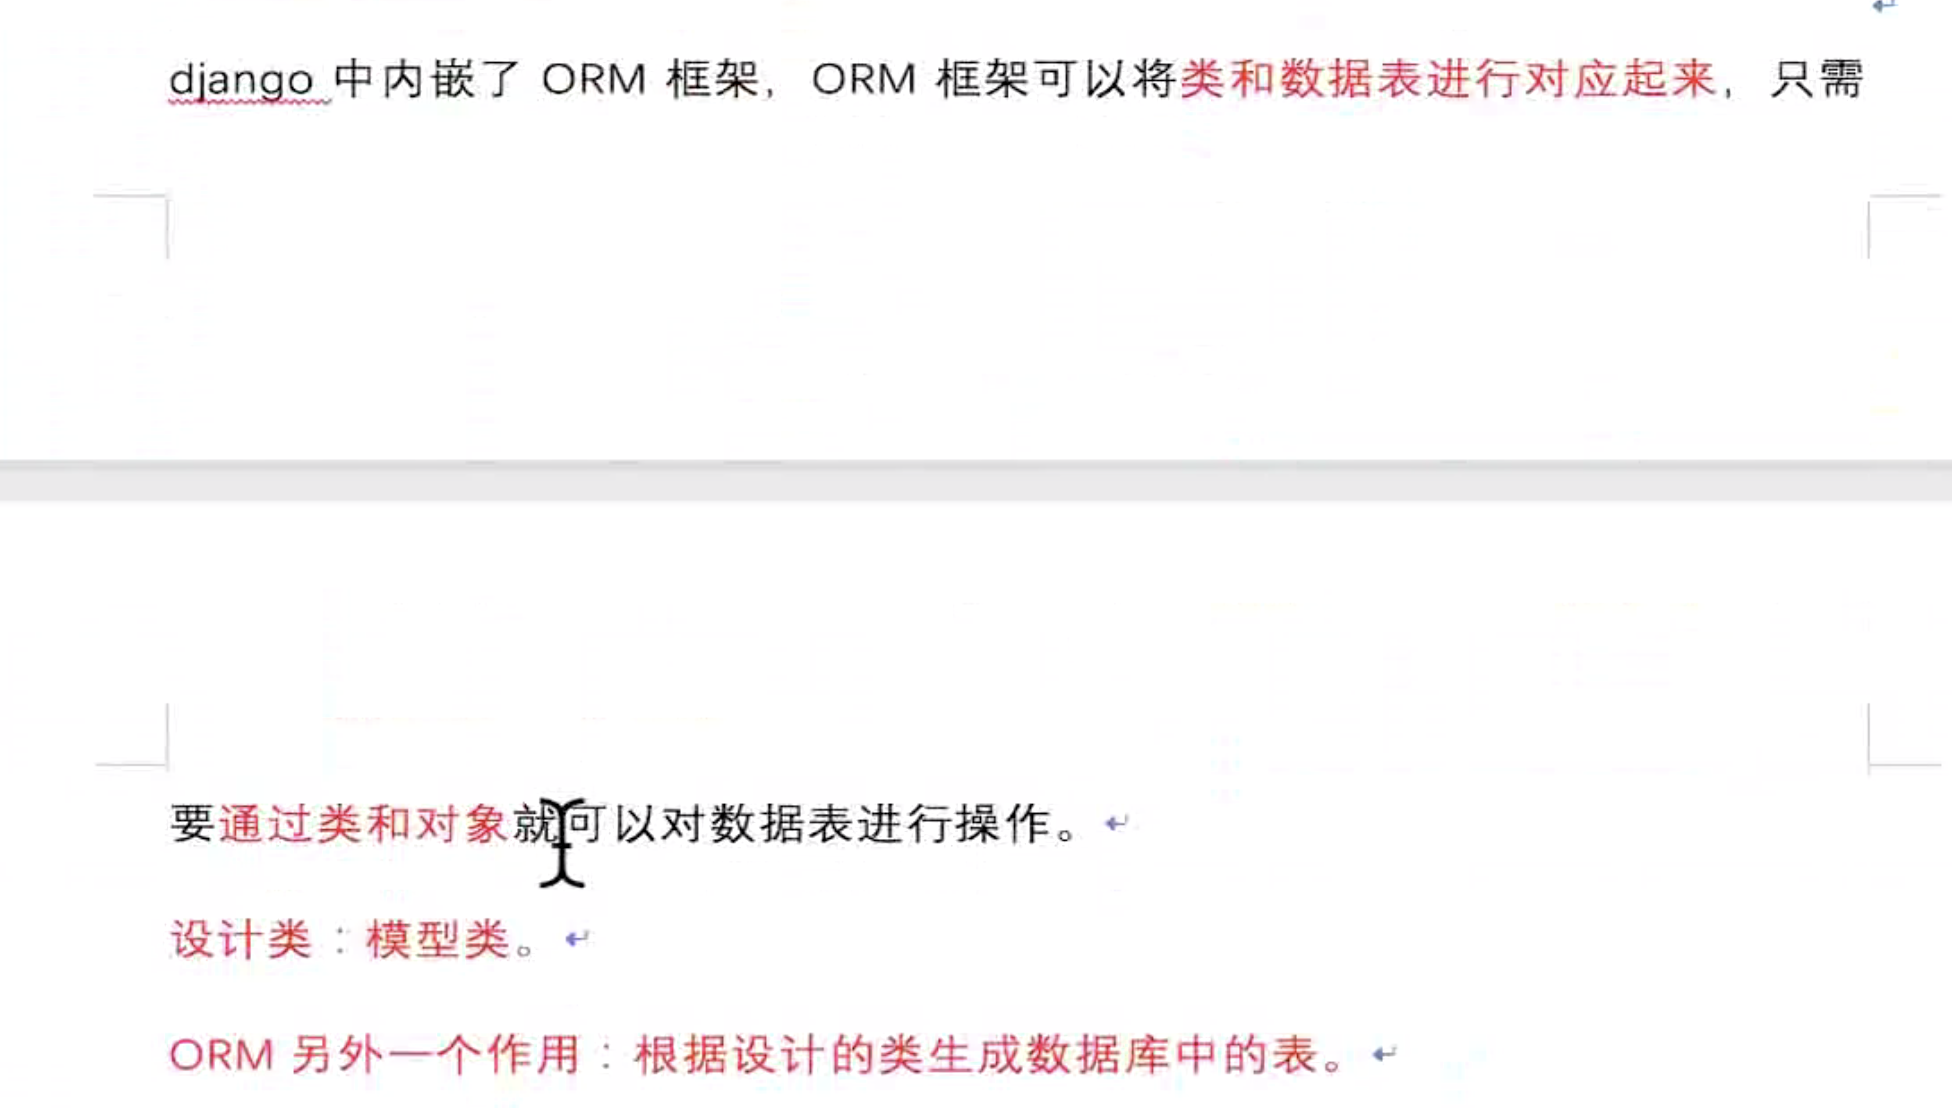 django 中内嵌了 ORM 框架，ORM 框架可以将类和数据表进行对应起来，只需
要通过类和对象就可以对数据表进行操作。
设计类：模型类。
ORM 另外一个作用：根据设计的类生成数据库中的表。